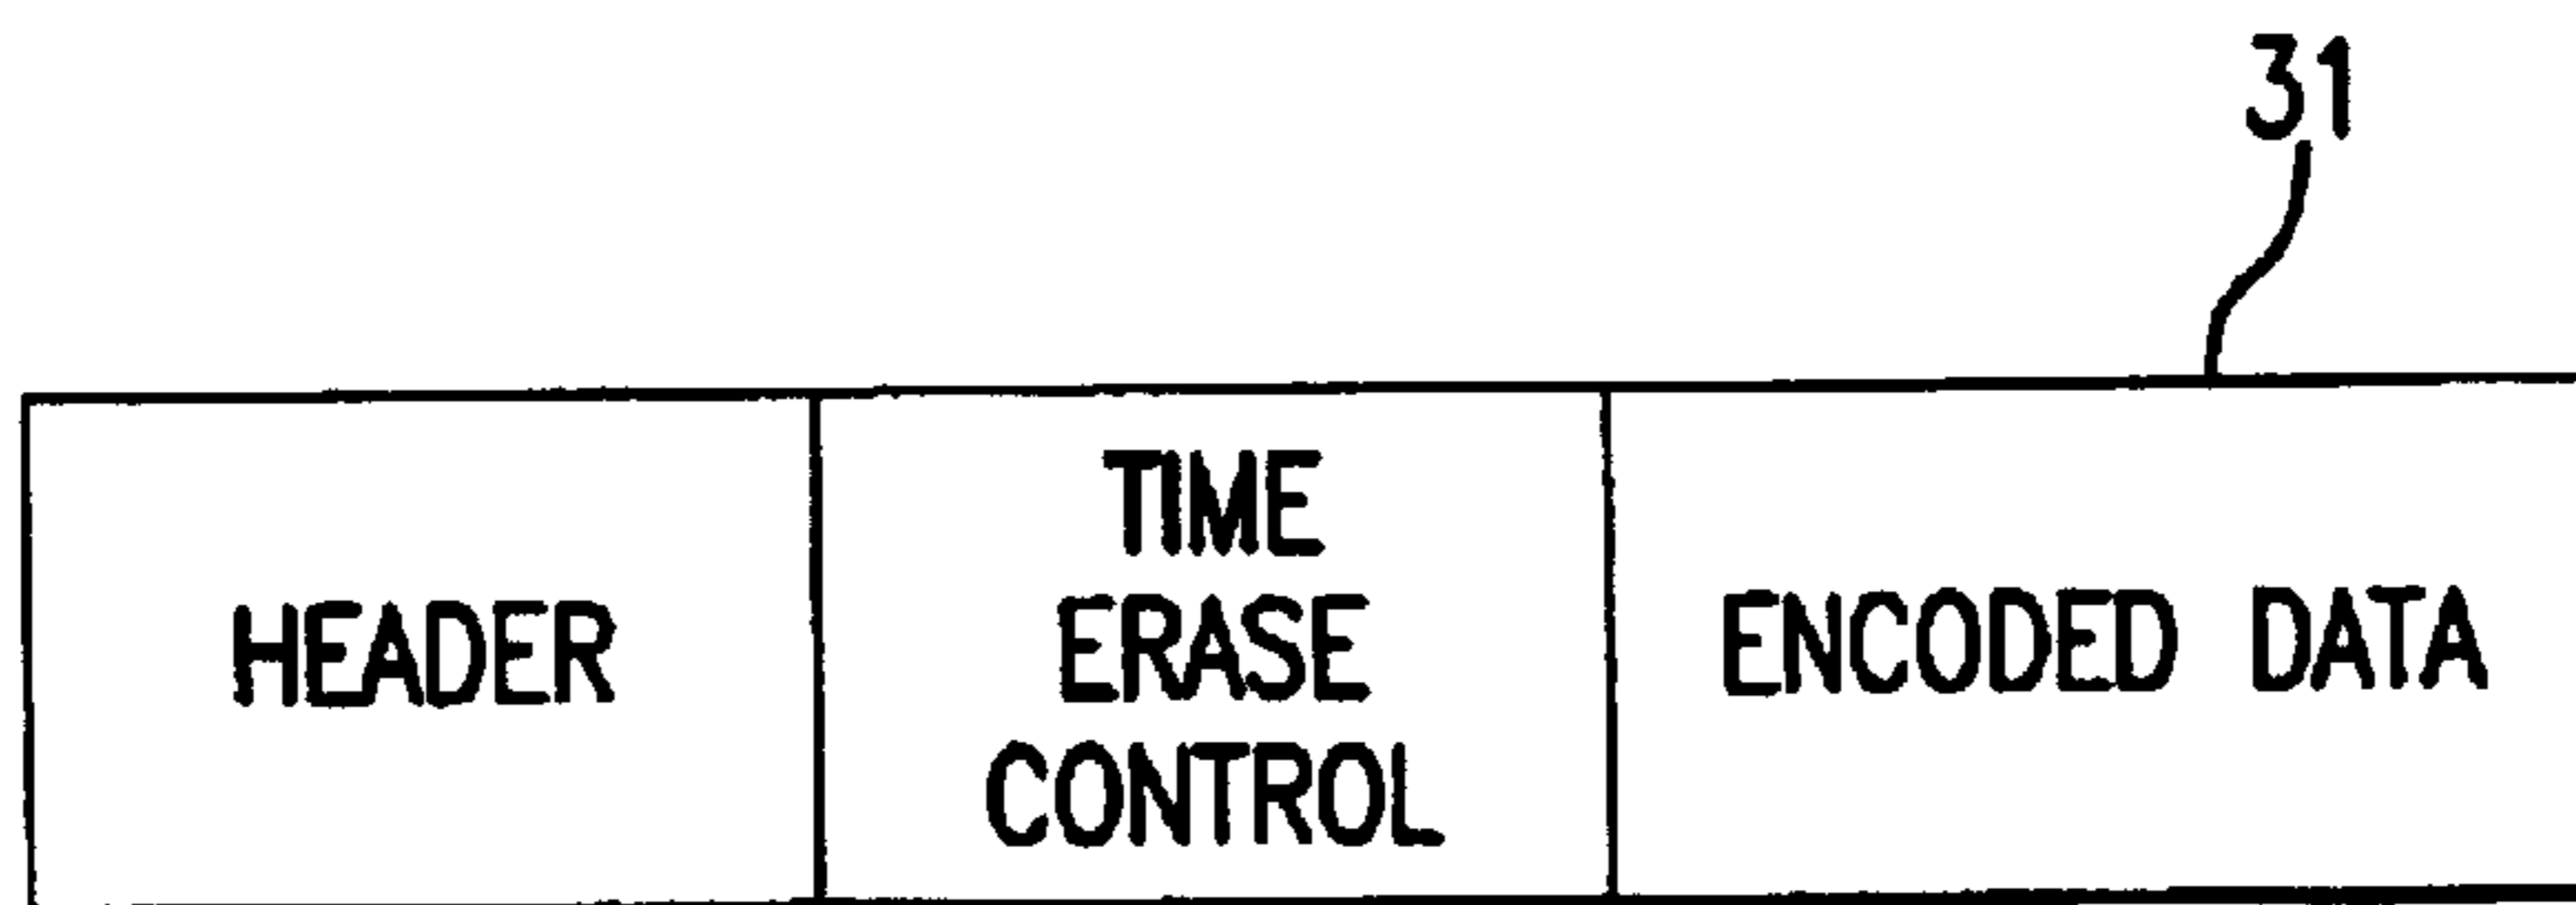 31
HEADER
TIME
ERASE
CONTROL
ENCODED DATA